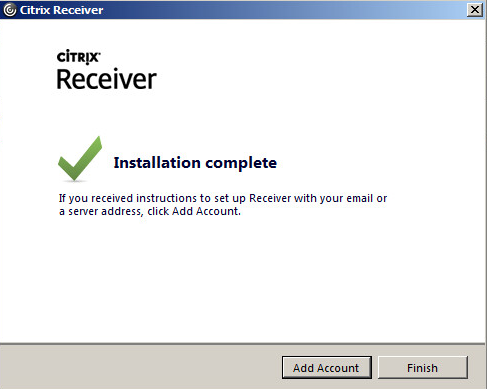 Citrix Receiver
CITRIX
Receiver
Installation complete
If you received instructions to set up Receiver with your email or
a server address, click Add Account.
Add Account
Finish